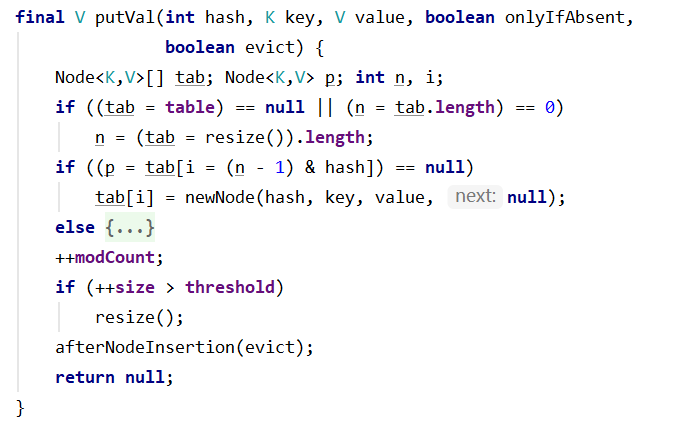 final V putVal(int hash, K key, V value, boolean onlyIfAbsent,
               boolean evict) {
    Node<K,V>[] tab; Node<K,V> p; int n, i;
    if ((tab = table) == null || (n = tab.length) == 0)
        n = (tab = resize()).length;
    if ((p = tab[i = (n - 1) & hash]) == null)
        tab[i] = newNode(hash, key, value, next: null);
    else {...}
    ++modCount;
    if (++size > threshold)
        resize();
    afterNodeInsertion(evict);
    return null;
}